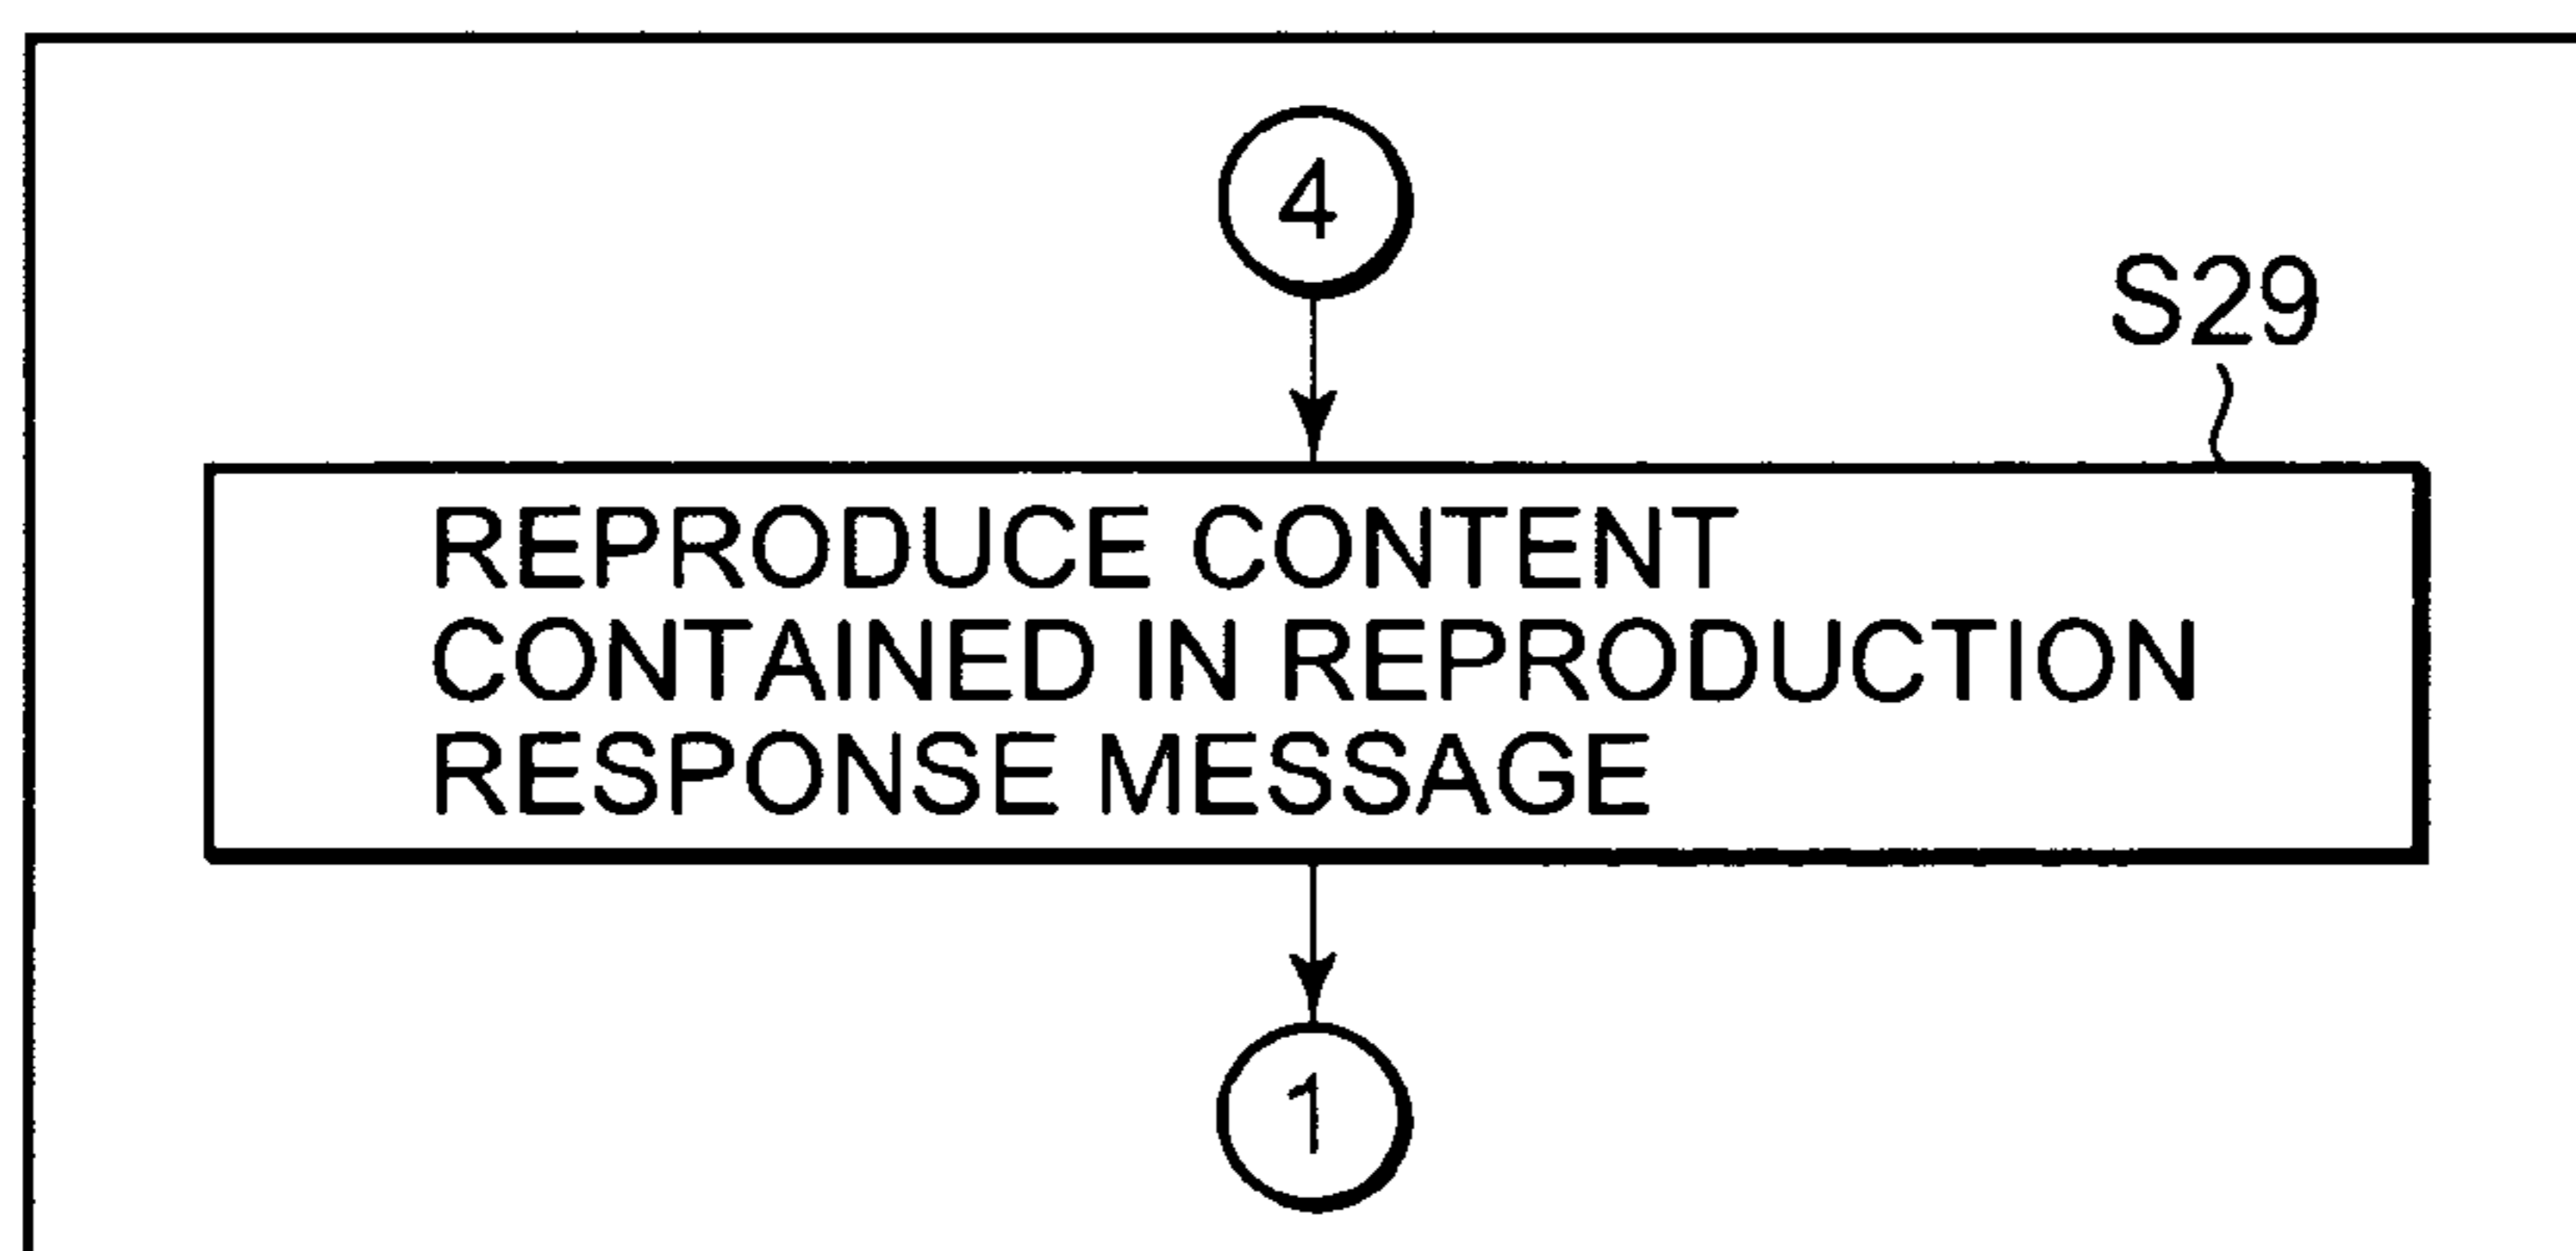 4
S29
REPRODUCE CONTENT
CONTAINED IN REPRODUCTION
RESPONSE MESSAGE
1